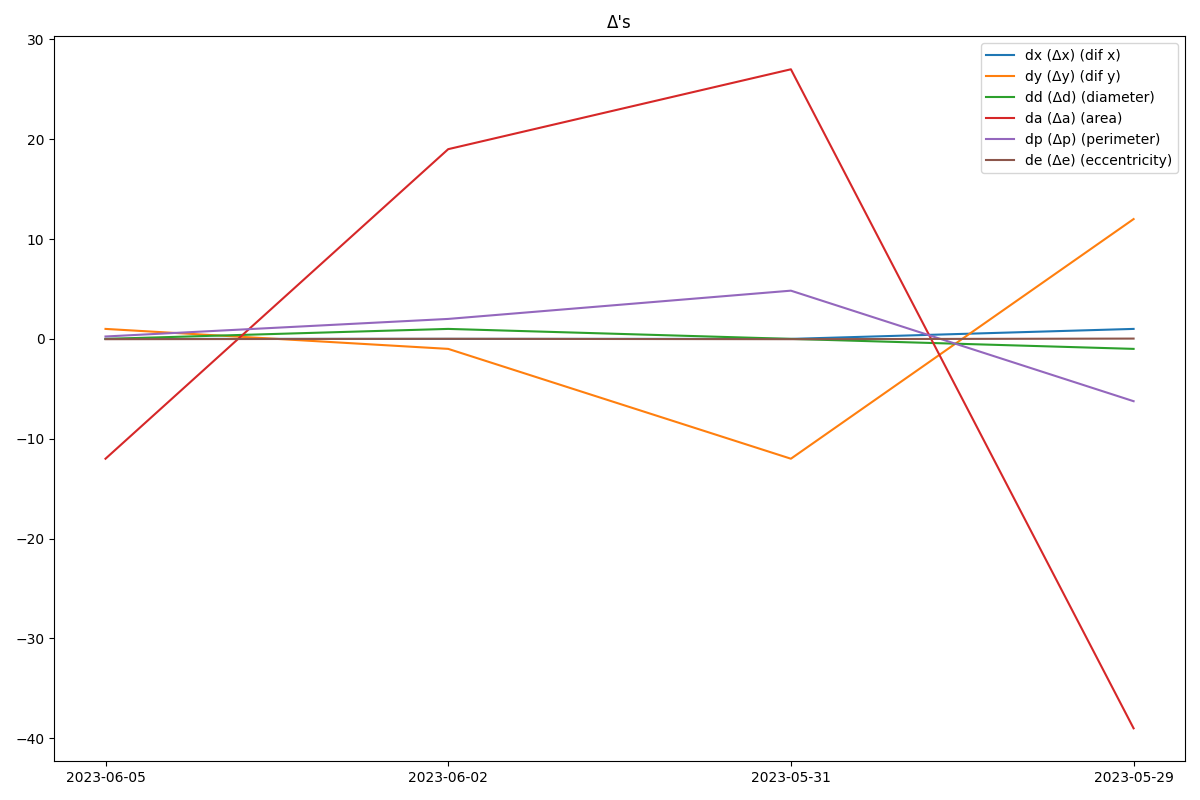 Δ's
30
20
10
0
−10
−20
−30
−40
dx (Δx) (dif x)
dy (Δy) (dif y)
dd (Δd) (diameter)
da (Δa) (area)
dp (Δp) (perimeter)
de (Δe) (eccentricity)
2023-06-05
2023-06-02
2023-05-31
2023-05-29